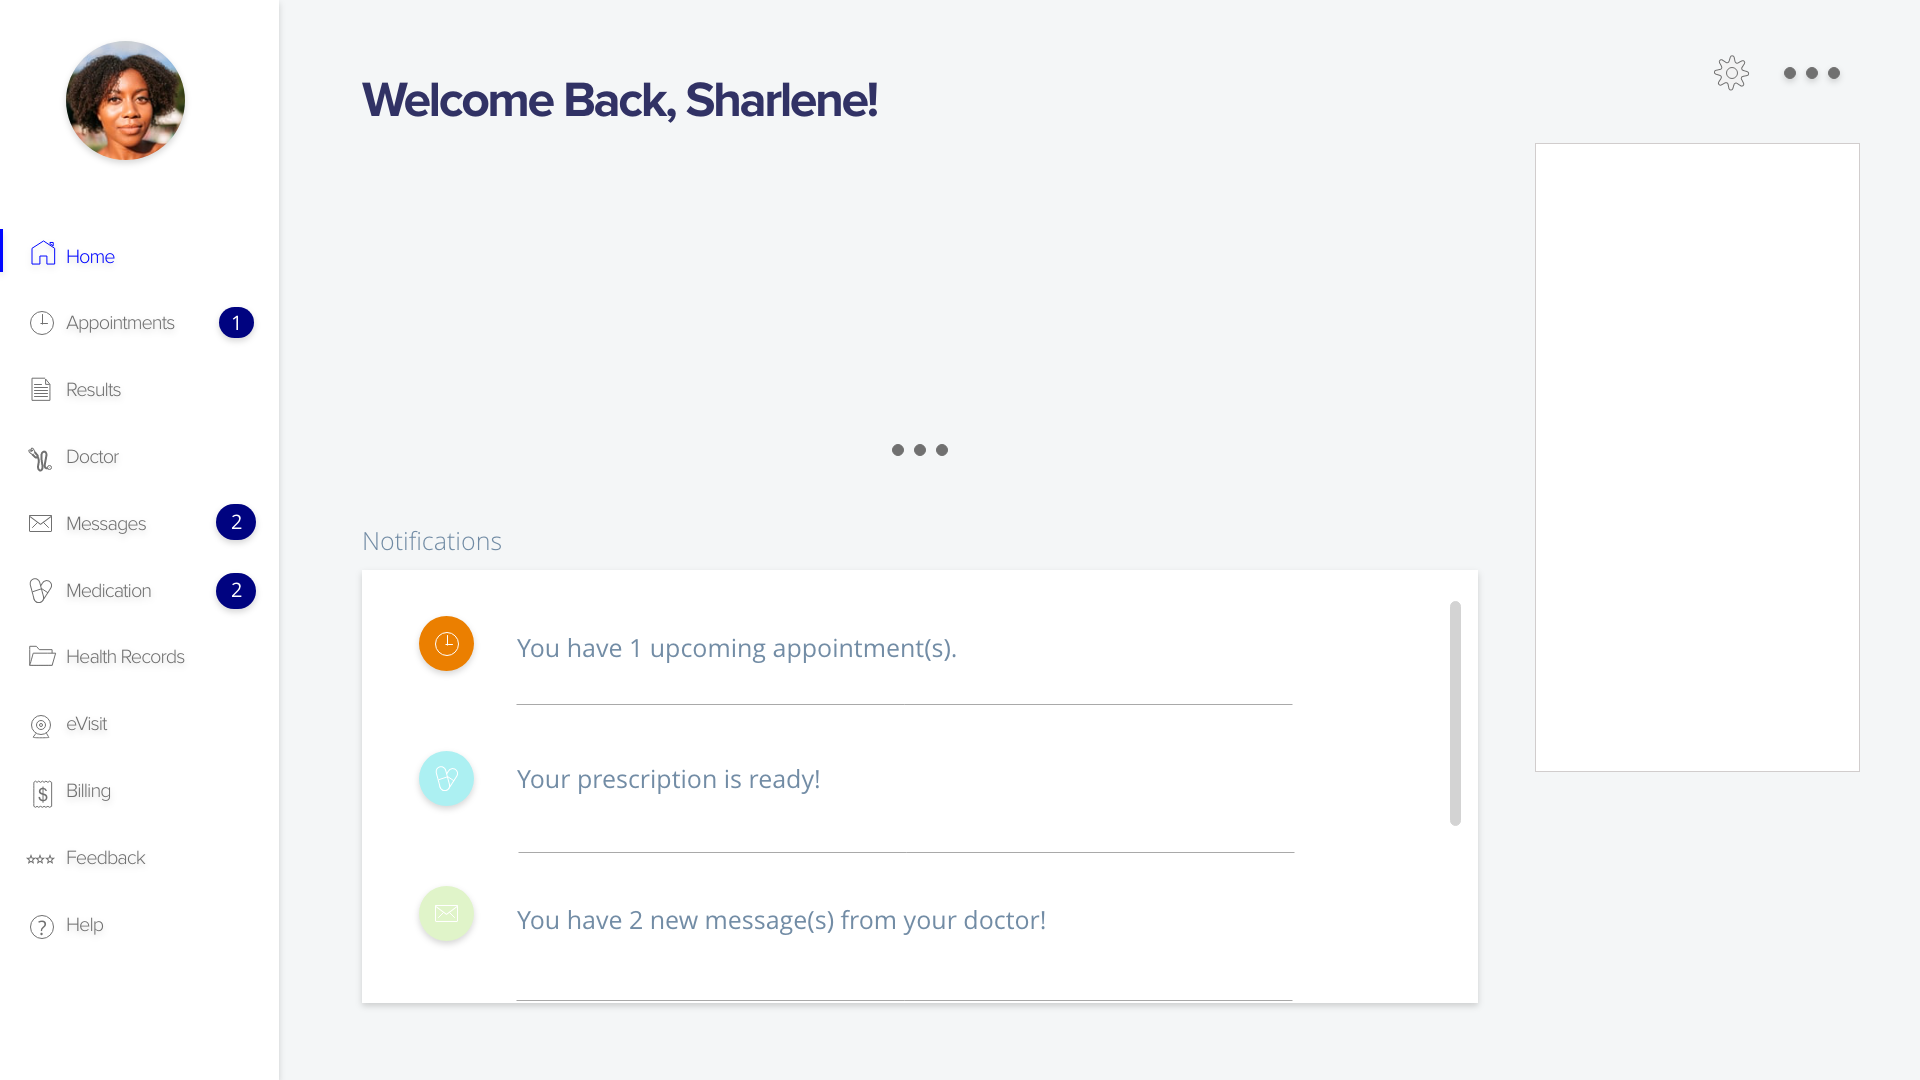 Welcome Back, Sharlene!
Home
Appointments 1
Results
Doctor
Messages 2
Medication 2
Health Records
eVisit
$ Billing
Feedback
? Help
Notifications
You have 1 upcoming appointment(s).
Your prescription is ready!
You have 2 new message(s) from your doctor!